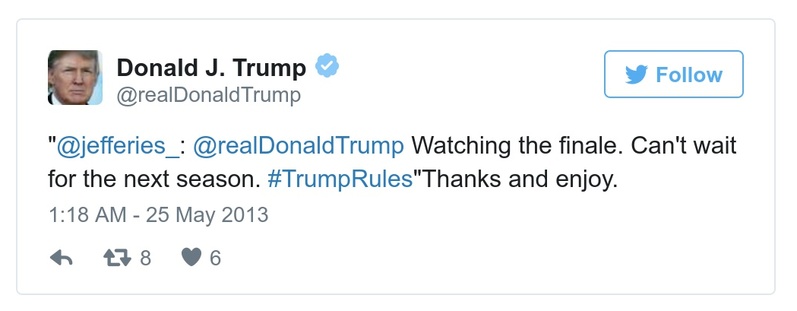 Donald J. Trump
@realDonaldTrump
Follow
"@jefferies_: @realDonaldTrump Watching the finale. Can't wait
for the next season. #TrumpRules"Thanks and enjoy.
1:18 AM - 25 May 2013
8 6